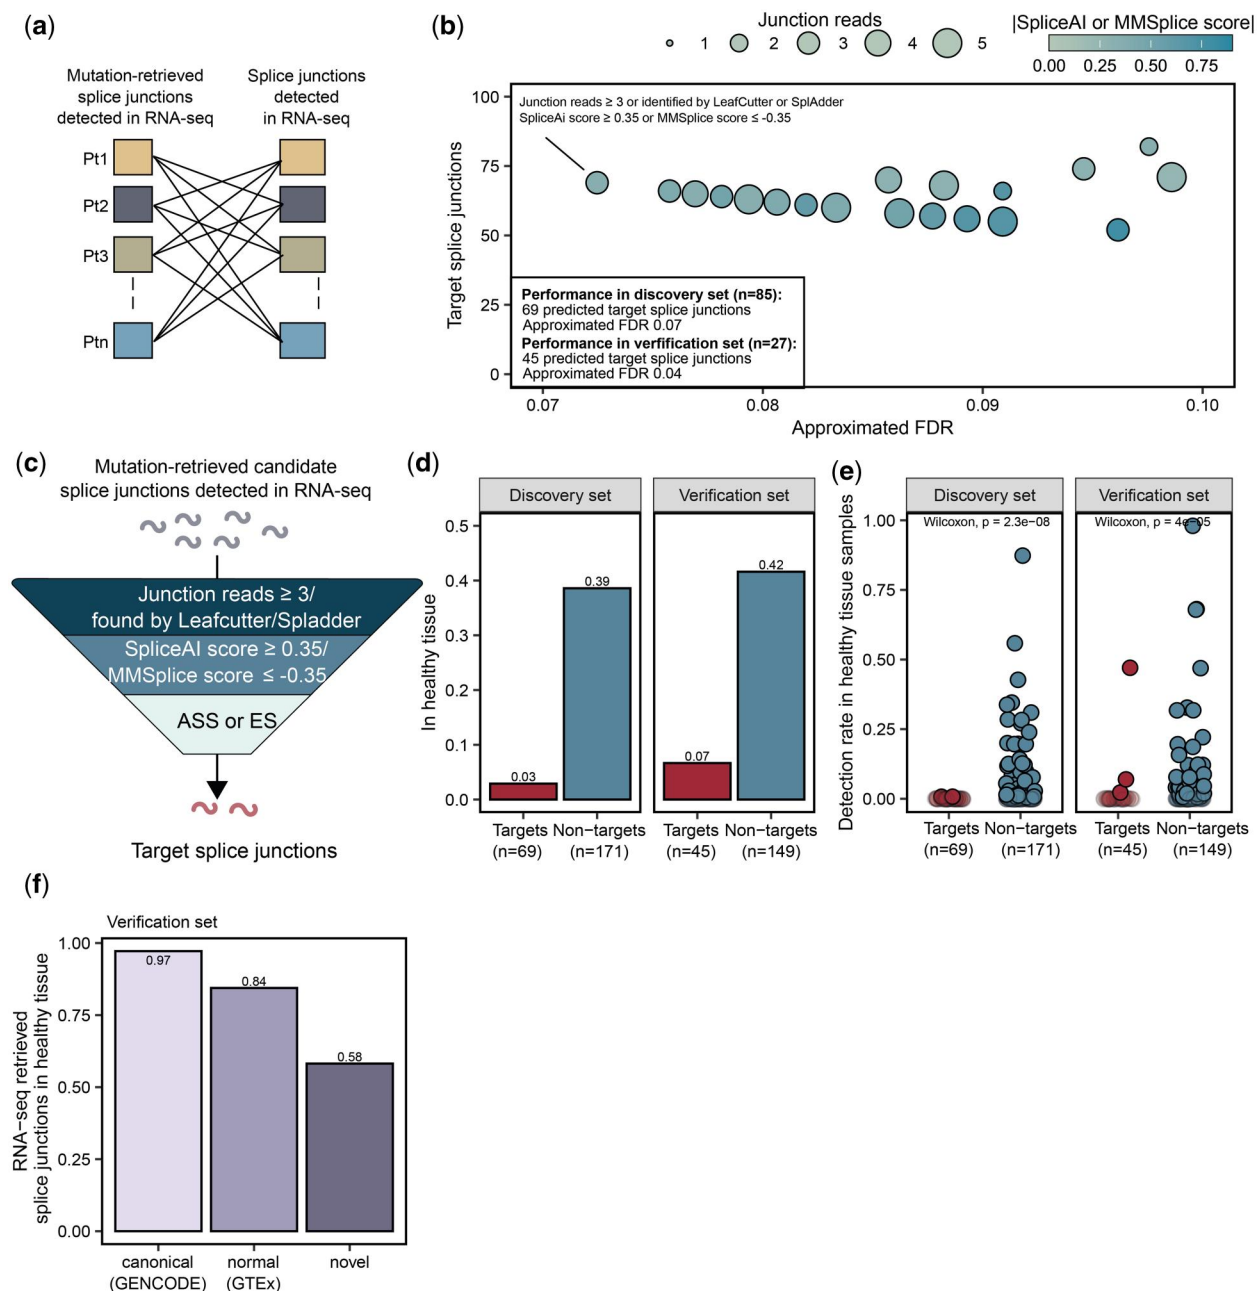 (a)
Mutation-retrieved
splice junctions
detected in RNA-seq
Splice junctions
detected
in RNA-seq
Pt1
Pt2
Pt3
Ptn
(b)
Junction reads
1 2 3 4 5
|SpliceAI or MMSplice score|
0.00 0.25 0.50 0.75
Target splice junctions
100
75
50
25
0
Junction reads ≥ 3 or identified by LeafCutter or SplAdder
SpliceAi score ≥ 0.35 or MMSplice score ≤ -0.35
Performance in discovery set (n=85):
69 predicted target splice junctions
Approximated FDR 0.07
Performance in verfification set (n=27):
45 predicted target splice junctions
Approximated FDR 0.04
0.07 0.08 0.09 0.10
Approximated FDR
(c)
Mutation-retrieved candidate
splice junctions detected in RNA-seq
Junction reads ≥ 3/
found by Leafcutter/Spladder
SpliceAI score ≥ 0.35/
MMSplice score ≤ -0.35
ASS or ES
Target splice junctions
(d)
In healthy tissue
Discovery set
Verification set
0.5
0.4
0.3
0.2
0.1
0.0
0.03
0.39
0.07
0.42
Targets
(n=69)
Non-targets
(n=171)
Targets
(n=45)
Non-targets
(n=149)
(e)
Detection rate in healthy tissue samples
Discovery set
Verification set
Wilcoxon, p = 2.3e−08
Wilcoxon, p = 4e−05
1.00
0.75
0.50
0.25
0.00
Targets
(n=69)
Non-targets
(n=171)
Targets
(n=45)
Non-targets
(n=149)
(f)
Verification set
RNA−seq retrieved
splice junctions in healthy tissue
1.00
0.75
0.50
0.25
0.00
0.97
0.84
0.58
canonical
(GENCODE)
normal
(GTEx)
novel